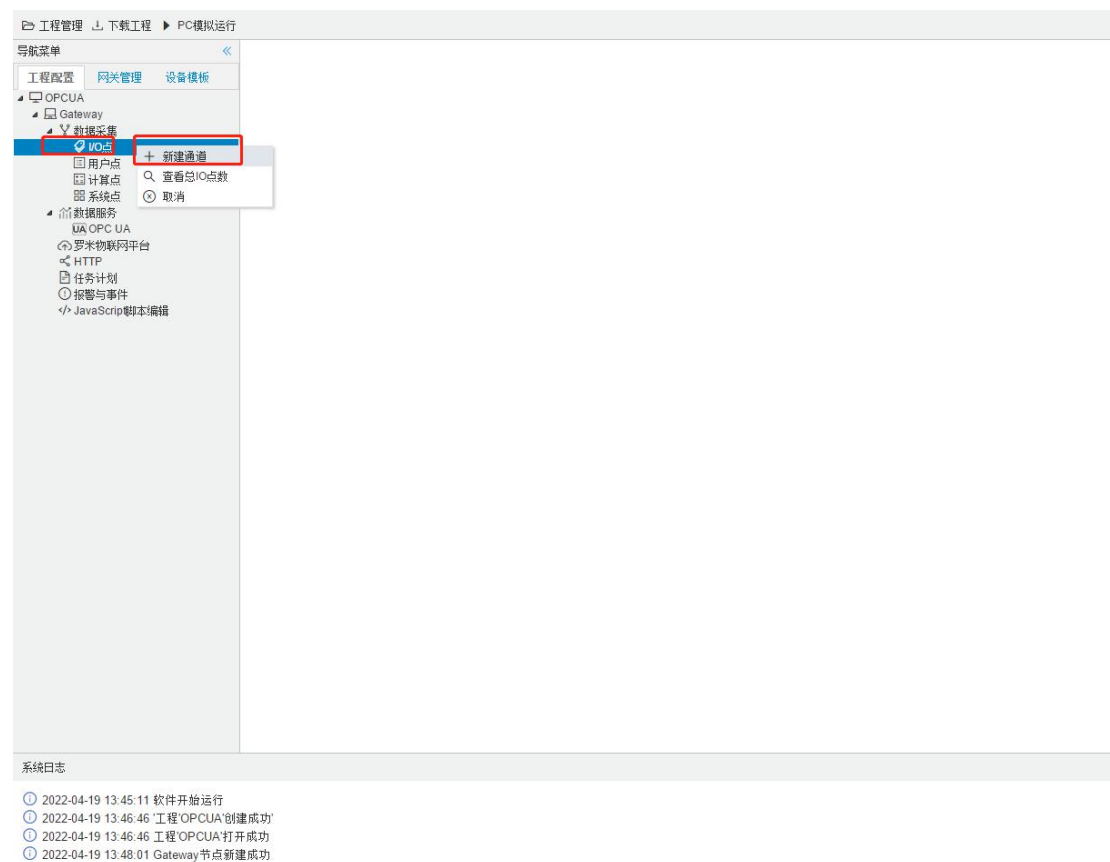 工程管理 下载工程 PC模拟运行
导航菜单
工程配置 网关管理 设备模板
OPCUA
Gateway
数据采集
I/O点
新建通道
用户点
查看总IO点数
计算点
取消
系统点
数据服务
UA OPC UA
罗米物联网平台
HTTP
任务计划
报警与事件
</> JavaScrip脚本编辑
系统日志
2022-04-19 13:45:11 软件开始运行
2022-04-19 13:46:46 '工程'OPCUA'创建成功'
2022-04-19 13:46:46 工程'OPCUA'打开成功
2022-04-19 13:48:01 Gateway节点新建成功